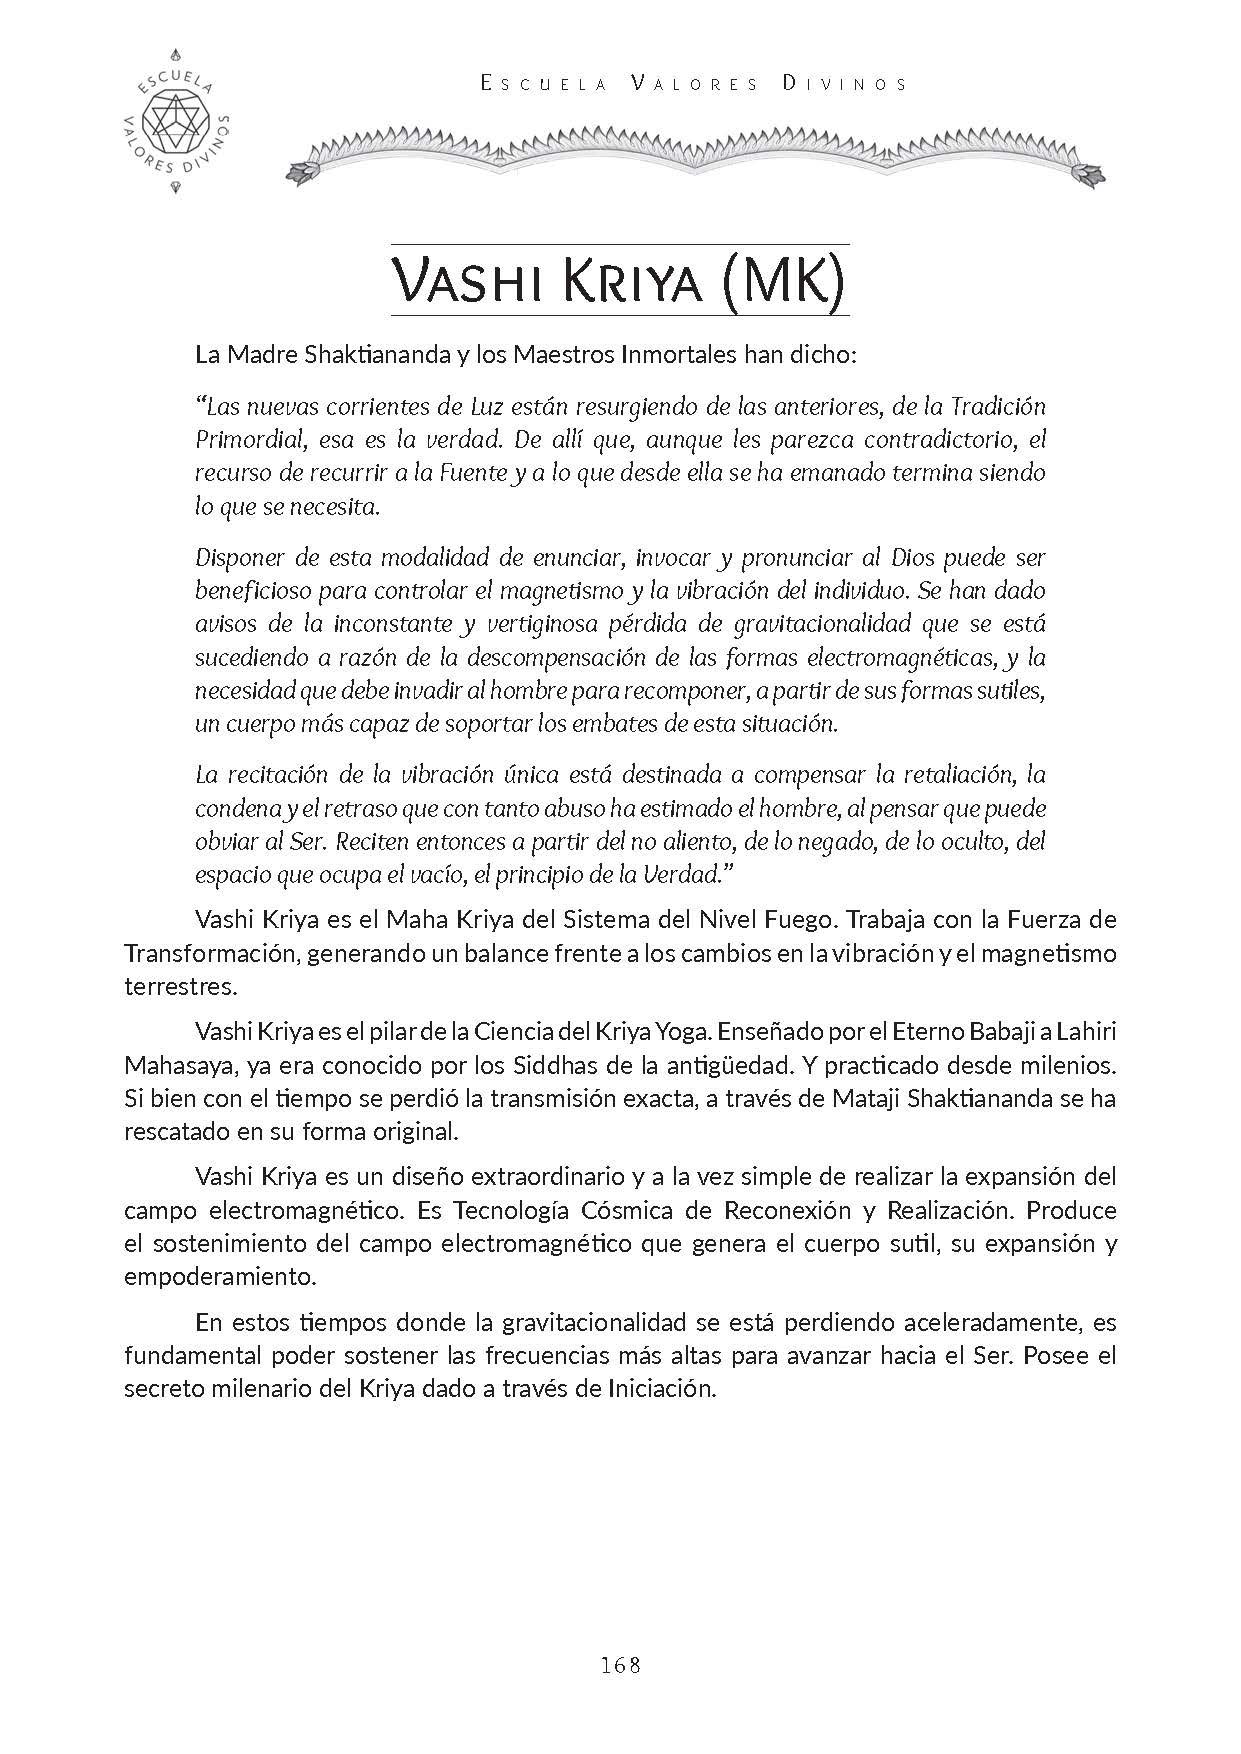 ESCUELA
VALORES DIVINOS
Escuela Valores Divinos
Vashi Kriya (MK)
La Madre Shaktiananda y los Maestros Inmortales han dicho:
“Las nuevas corrientes de Luz están resurgiendo de las anteriores, de la Tradición
Primordial, esa es la verdad. De allí que, aunque les parezca contradictorio, el
recurso de recurrir a la Fuente y a lo que desde ella se ha emanado termina siendo
lo que se necesita.
Disponer de esta modalidad de enunciar, invocar y pronunciar al Dios puede ser
beneficioso para controlar el magnetismo y la vibración del individuo. Se han dado
avisos de la inconstante y vertiginosa pérdida de gravitacionalidad que se está
sucediendo a razón de la descompensación de las formas electromagnéticas, y la
necesidad que debe invadir al hombre para recomponer, a partir de sus formas sutiles,
un cuerpo más capaz de soportar los embates de esta situación.
La recitación de la vibración única está destinada a compensar la retaliación, la
condena y el retraso que con tanto abuso ha estimado el hombre, al pensar que puede
obviar al Ser. Reciten entonces a partir del no aliento, de lo negado, de lo oculto, del
espacio que ocupa el vacío, el principio de la Verdad.”
Vashi Kriya es el Maha Kriya del Sistema del Nivel Fuego. Trabaja con la Fuerza de
Transformación, generando un balance frente a los cambios en la vibración y el magnetismo
terrestres.
Vashi Kriya es el pilar de la Ciencia del Kriya Yoga. Enseñado por el Eterno Babaji a Lahiri
Mahasaya, ya era conocido por los Siddhas de la antigüedad. Y practicado desde milenios.
Si bien con el tiempo se perdió la transmisión exacta, a través de Mataji Shaktiananda se ha
rescatado en su forma original.
Vashi Kriya es un diseño extraordinario y a la vez simple de realizar la expansión del
campo electromagnético. Es Tecnología Cósmica de Reconexión y Realización. Produce
el sostenimiento del campo electromagnético que genera el cuerpo sutil, su expansión y
empoderamiento.
En estos tiempos donde la gravitacionalidad se está perdiendo aceleradamente, es
fundamental poder sostener las frecuencias más altas para avanzar hacia el Ser. Posee el
secreto milenario del Kriya dado a través de Iniciación.
168